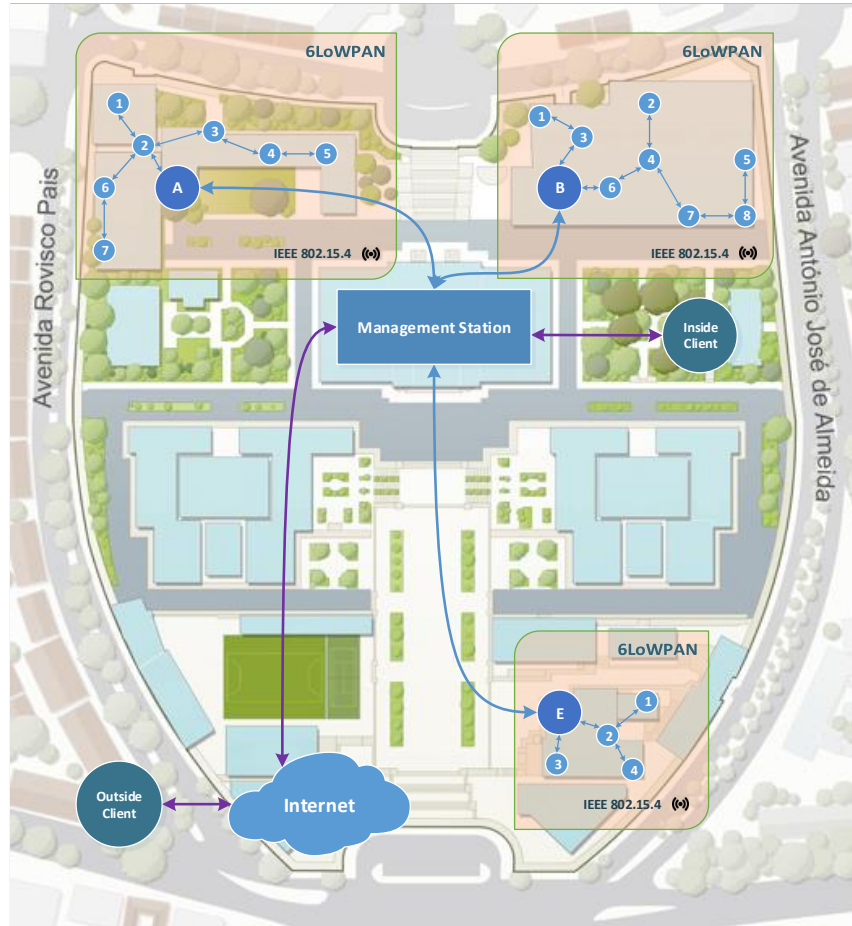 6LoWPAN
1
2
3
4
5
6
A
7
IEEE 802.15.4
6LoWPAN
1
2
3
4
5
B
6
7
8
IEEE 802.15.4
Avenida Rovisco Pais
Avenida António José de Almeida
Management Station
Inside
Client
6LoWPAN
E
1
2
3
4
IEEE 802.15.4
Outside
Client
Internet